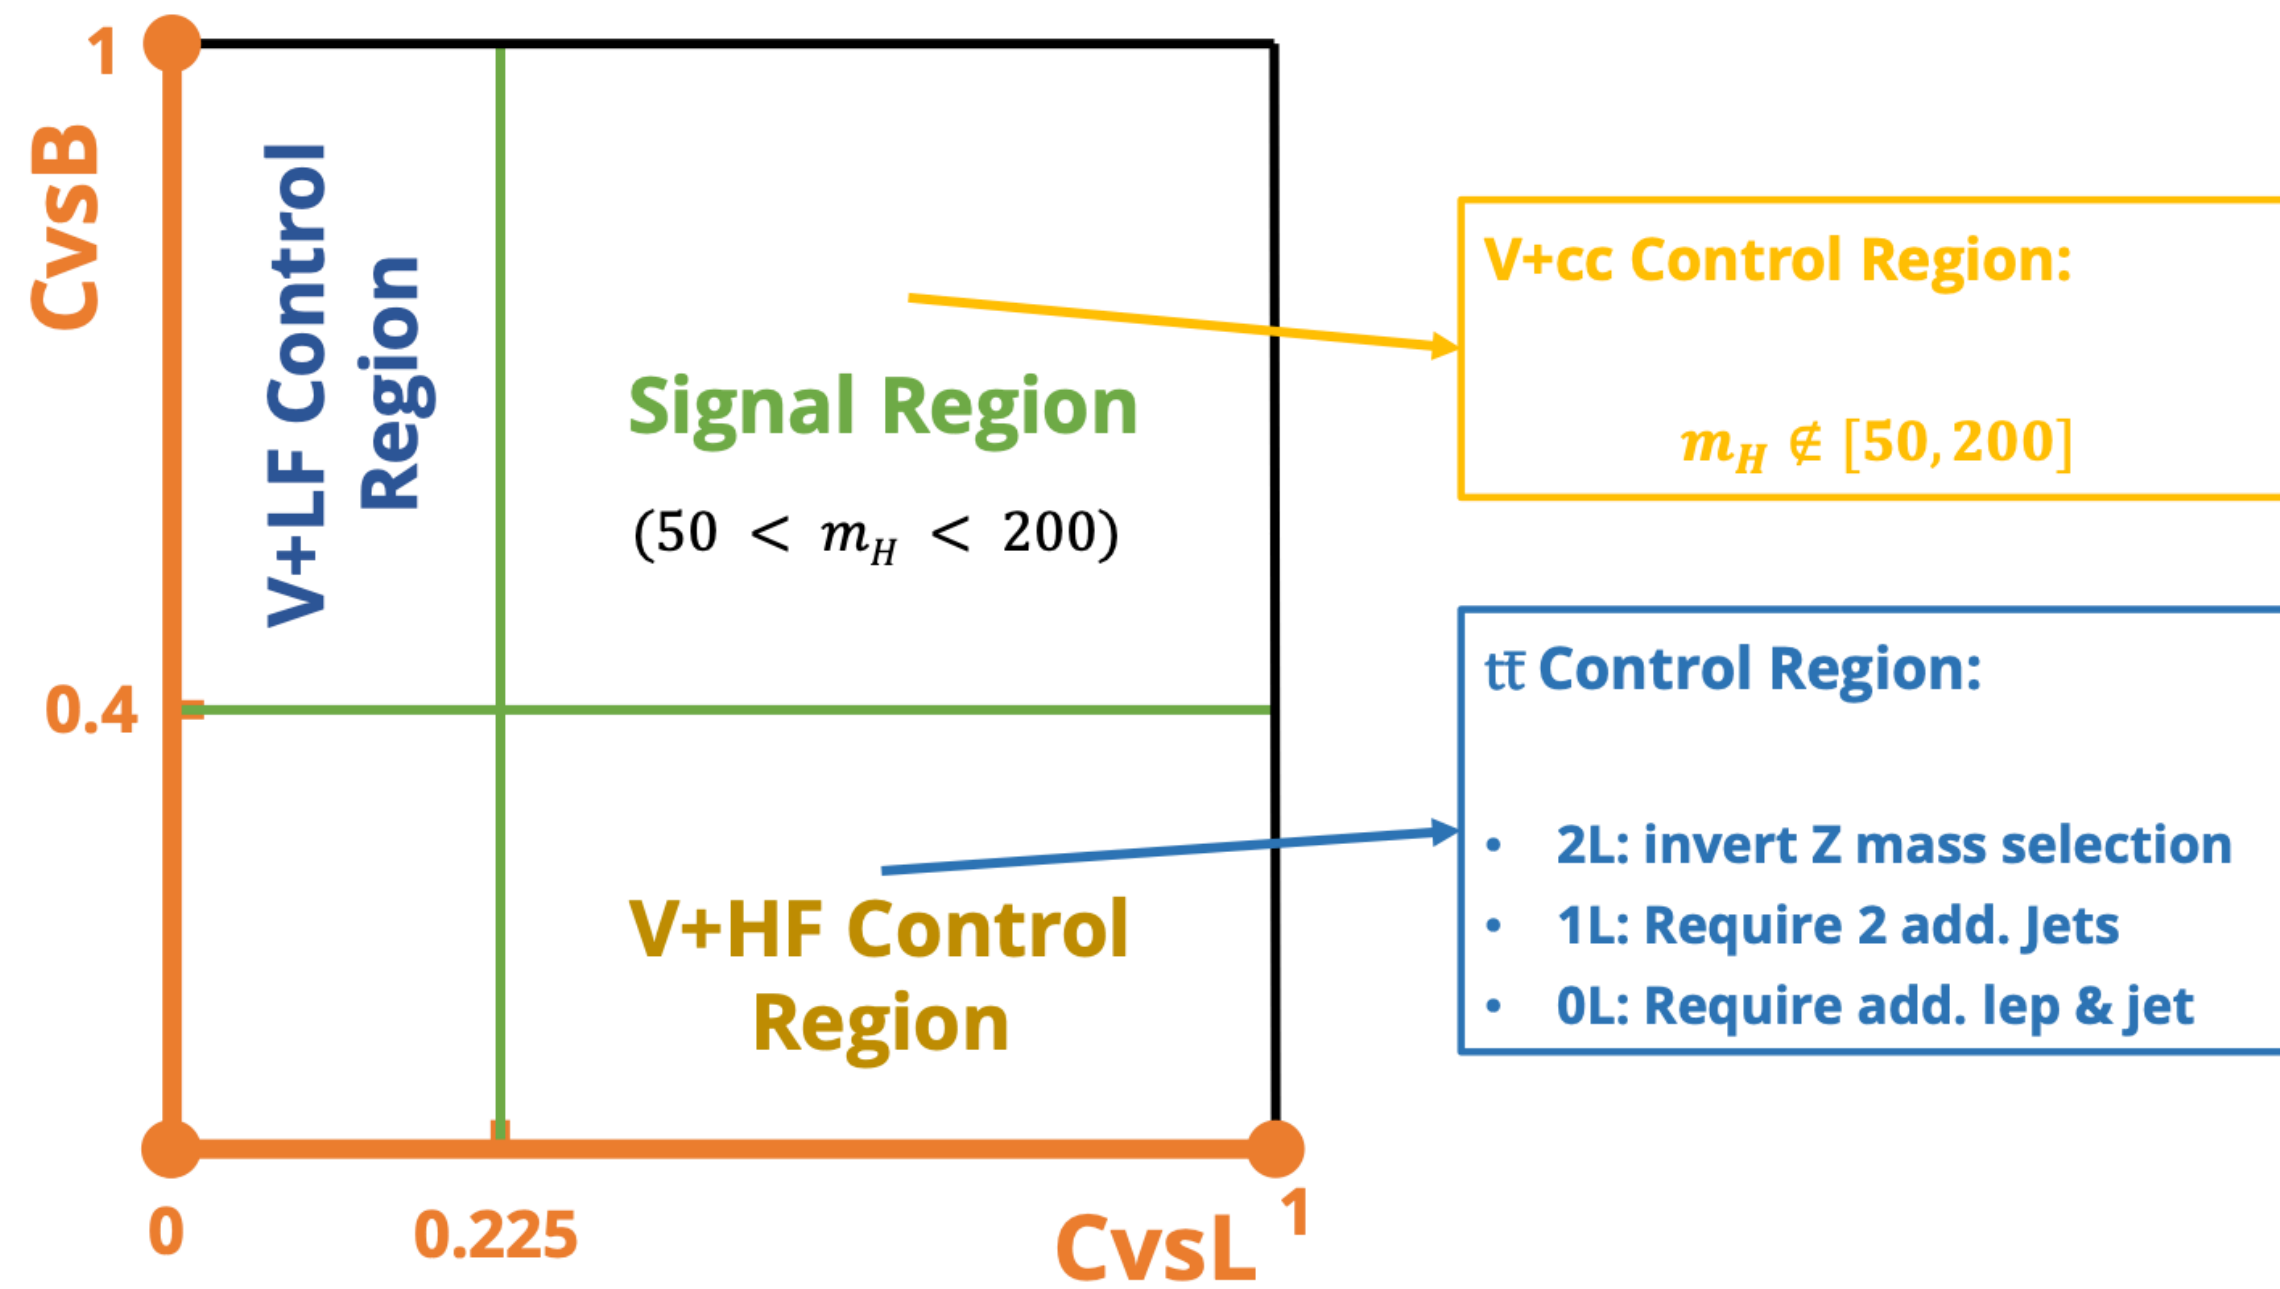 1
CvsB
V+LF Control
Region
Signal Region
(50 < m_H < 200)
0.4
V+HF Control
Region
0
0.225
CvsL
1
V+cc Control Region:
m_H ∉ [50, 200]
tt̅ Control Region:
• 2L: invert Z mass selection
• 1L: Require 2 add. Jets
• 0L: Require add. lep & jet